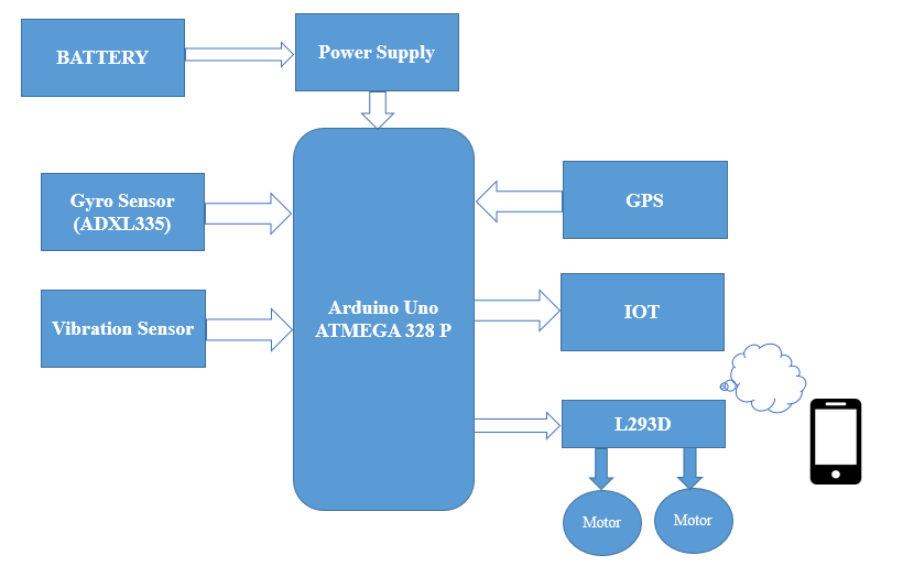 BATTERY
Power Supply
Gyro Sensor
(ADXL335)
GPS
Vibration Sensor
Arduino Uno
ATMEGA 328 P
IOT
L293D
Motor
Motor